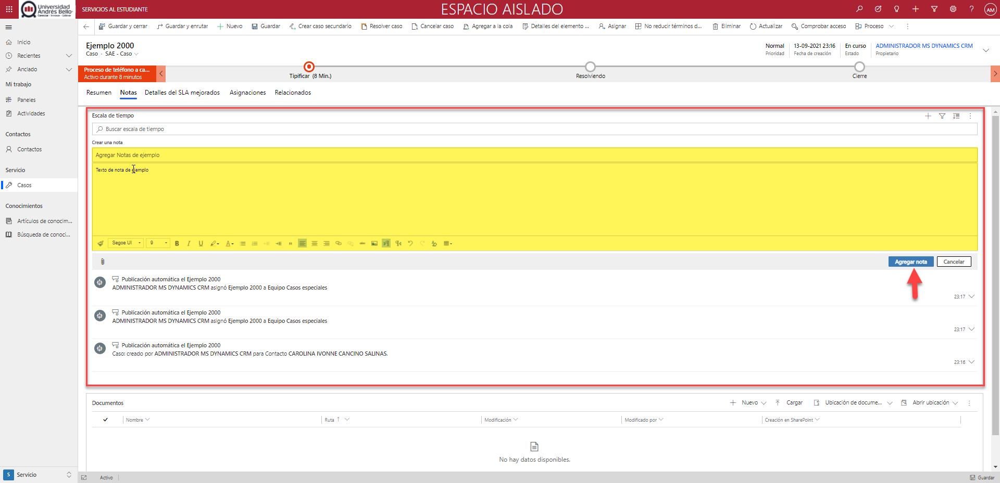 Universidad
Andrés Bello
Conectar - Innovar - Liderar
SERVICIOS AL ESTUDIANTE
ESPACIO AISLADO
AM
Guardar y cerrar
Guardar y enrutar
Nuevo
Guardar
Crear caso secundario
Resolver caso
Cancelar caso
Agregar a la cola
Detalles del elemento ...
Asignar
No reducir términos d...
Eliminar
Actualizar
Comprobar acceso
Proceso
Inicio
Recientes
Anclado
Mi trabajo
Paneles
Actividades
Contactos
Contactos
Servicio
Casos
Conocimientos
Artículos de conocim...
Búsqueda de conoci...
S Servicio
Ejemplo 2000
Caso · SAE - Caso
Normal
Prioridad
13-09-2021 23:16
Fecha de creación
En curso
Estado
ADMINISTRADOR MS DYNAMICS CRM
Propietario
Proceso de teléfono a ca...
Activo durante 8 minutos
Tipificar (8 Min.)
Resolviendo
Cierre
Resumen
Notas
Detalles del SLA mejorados
Asignaciones
Relacionados
Escala de tiempo
Buscar escala de tiempo
Crear una nota
Agregar Notas de ejemplo
Texto de nota de ejemplo
Segoe UI
9
B I U
A
Agregar nota
Cancelar
Publicación automática el Ejemplo 2000
ADMINISTRADOR MS DYNAMICS CRM asignó Ejemplo 2000 a Equipo Casos especiales
23:17
Publicación automática el Ejemplo 2000
ADMINISTRADOR MS DYNAMICS CRM asignó Ejemplo 2000 a Equipo Casos especiales
23:17
Publicación automática el Ejemplo 2000
Caso: creado por ADMINISTRADOR MS DYNAMICS CRM para Contacto CAROLINA IVONNE CANCINO SALINAS.
23:16
Documentos
Nuevo
Cargar
Ubicación de docume...
Abrir ubicación
Nombre
Ruta
Modificación
Modificado por
Creación en SharePoint
No hay datos disponibles.
Activo
Guardar